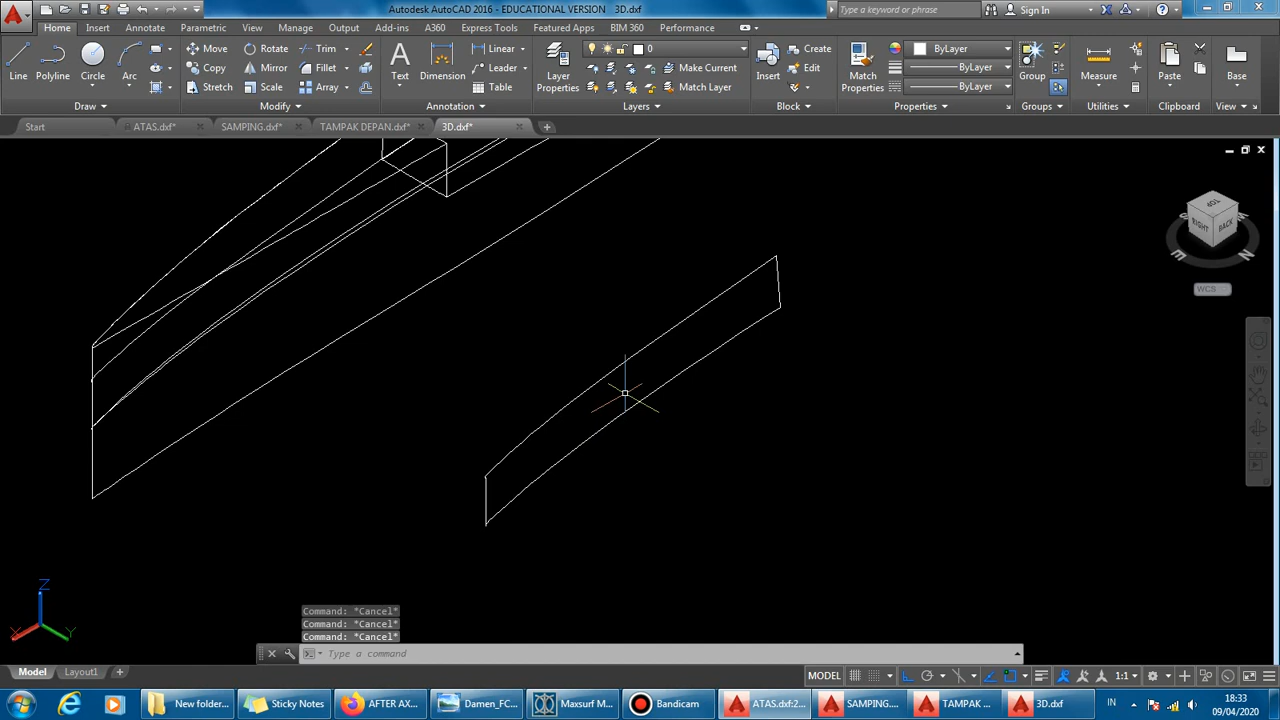 Autodesk AutoCAD 2016 - EDUCATIONAL VERSION 3D.dxf
Type a keyword or phrase
Sign In
Home Insert Annotate Parametric View Manage Output Add-ins A360 Express Tools Featured Apps BIM 360 Performance
Line Polyline Circle Arc
Move Rotate Trim
Copy Mirror Fillet
Stretch Scale Array
Text Dimension
Linear
Leader
Table
Layer Properties
0
Make Current
Match Layer
Insert
Create
Edit
Match Properties
ByLayer
ByLayer
ByLayer
Group
Measure
Paste
Base
Draw Modify Annotation Layers Block Properties Groups Utilities Clipboard View
Start ATAS.dxf* SAMPING.dxf* TAMPAK DEPAN.dxf* 3D.dxf*
RIGHT BACK
WCS
Z
X Y
Command: *Cancel*
Command: *Cancel*
Command: *Cancel*
Type a command
Model Layout1
MODEL 1:1
New folder... Sticky Notes AFTER AX... Damen_FC... Maxsurf M... Bandicam ATAS.dxf:2... SAMPING.... TAMPAK ... 3D.dxf
IN
18:33
09/04/2020